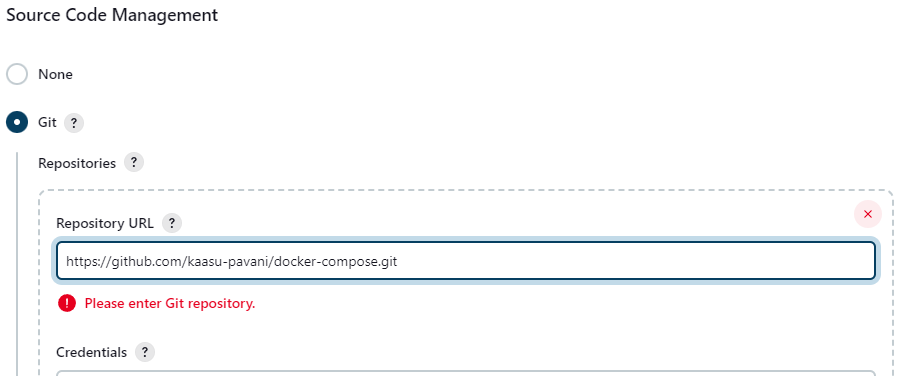 Source Code Management
None
Git ?
Repositories ?
Repository URL ?
https://github.com/kaasu-pavani/docker-compose.git
Please enter Git repository.
Credentials ?